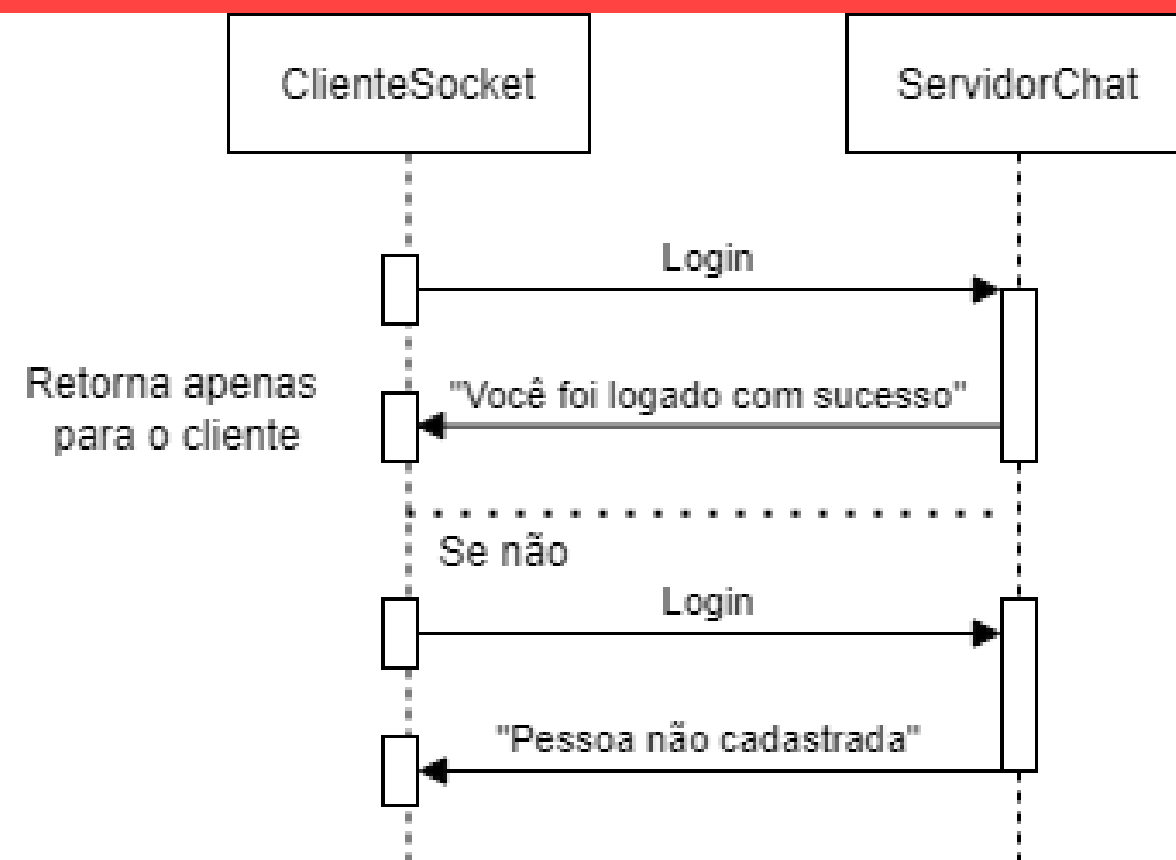 ClienteSocket
ServidorChat
Login
Retorna apenas
para o cliente
"Você foi logado com sucesso"
Se não
Login
"Pessoa não cadastrada"